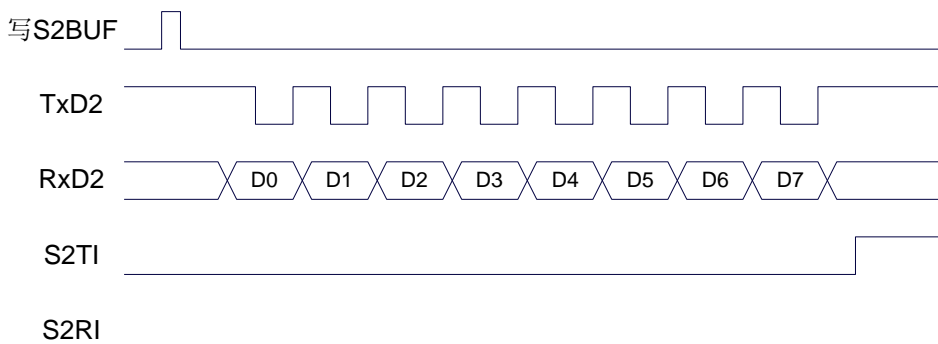 写S2BUF
TxD2
RxD2 D0 D1 D2 D3 D4 D5 D6 D7
S2TI
S2RI